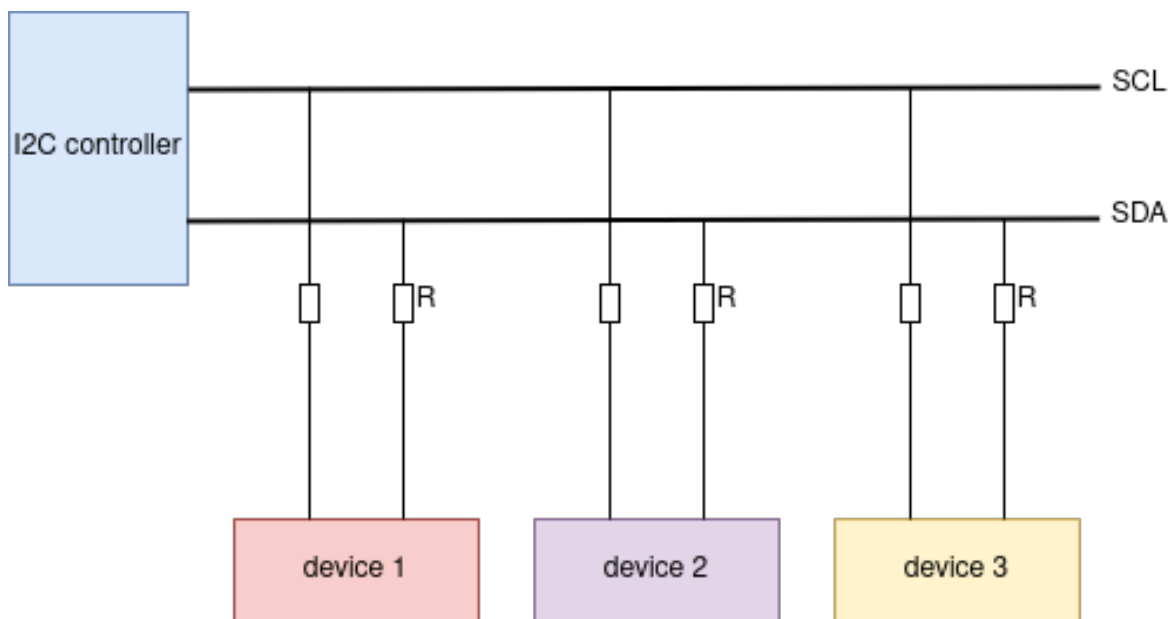 SCL
I2C controller
SDA
R
R
R
device 1
device 2
device 3